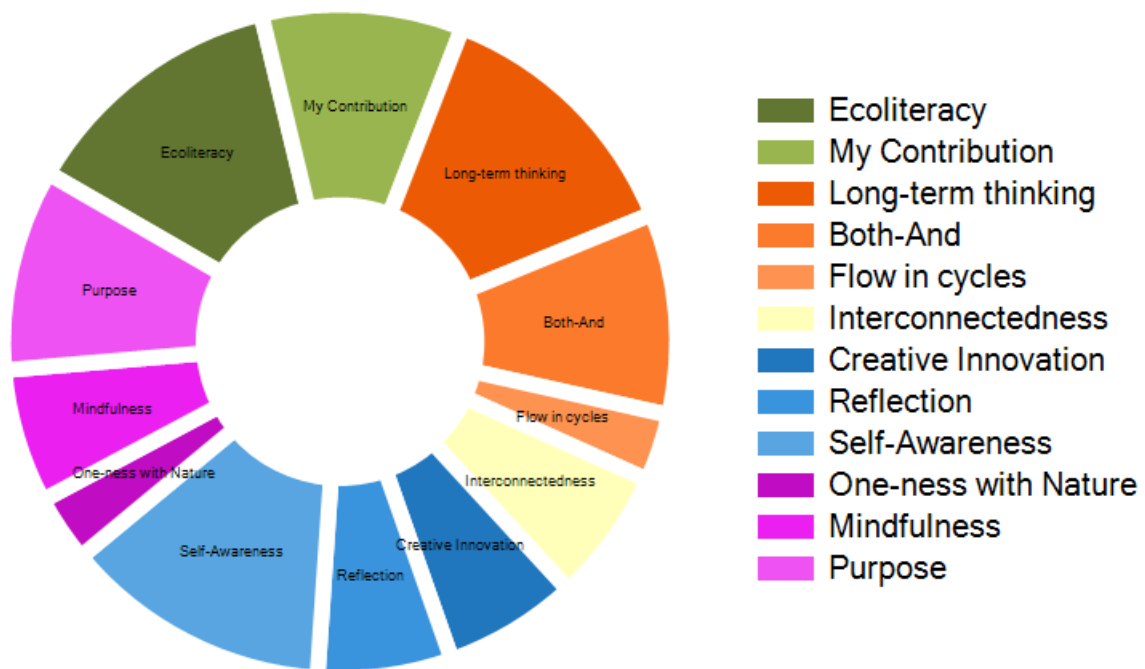 My Contribution
Ecoliteracy
Long-term thinking
Purpose
Both-And
Mindfulness
Flow in cycles
One-ness with Nature
Interconnectedness
Self-Awareness
Creative Innovation
Reflection
Ecoliteracy
My Contribution
Long-term thinking
Both-And
Flow in cycles
Interconnectedness
Creative Innovation
Reflection
Self-Awareness
One-ness with Nature
Mindfulness
Purpose